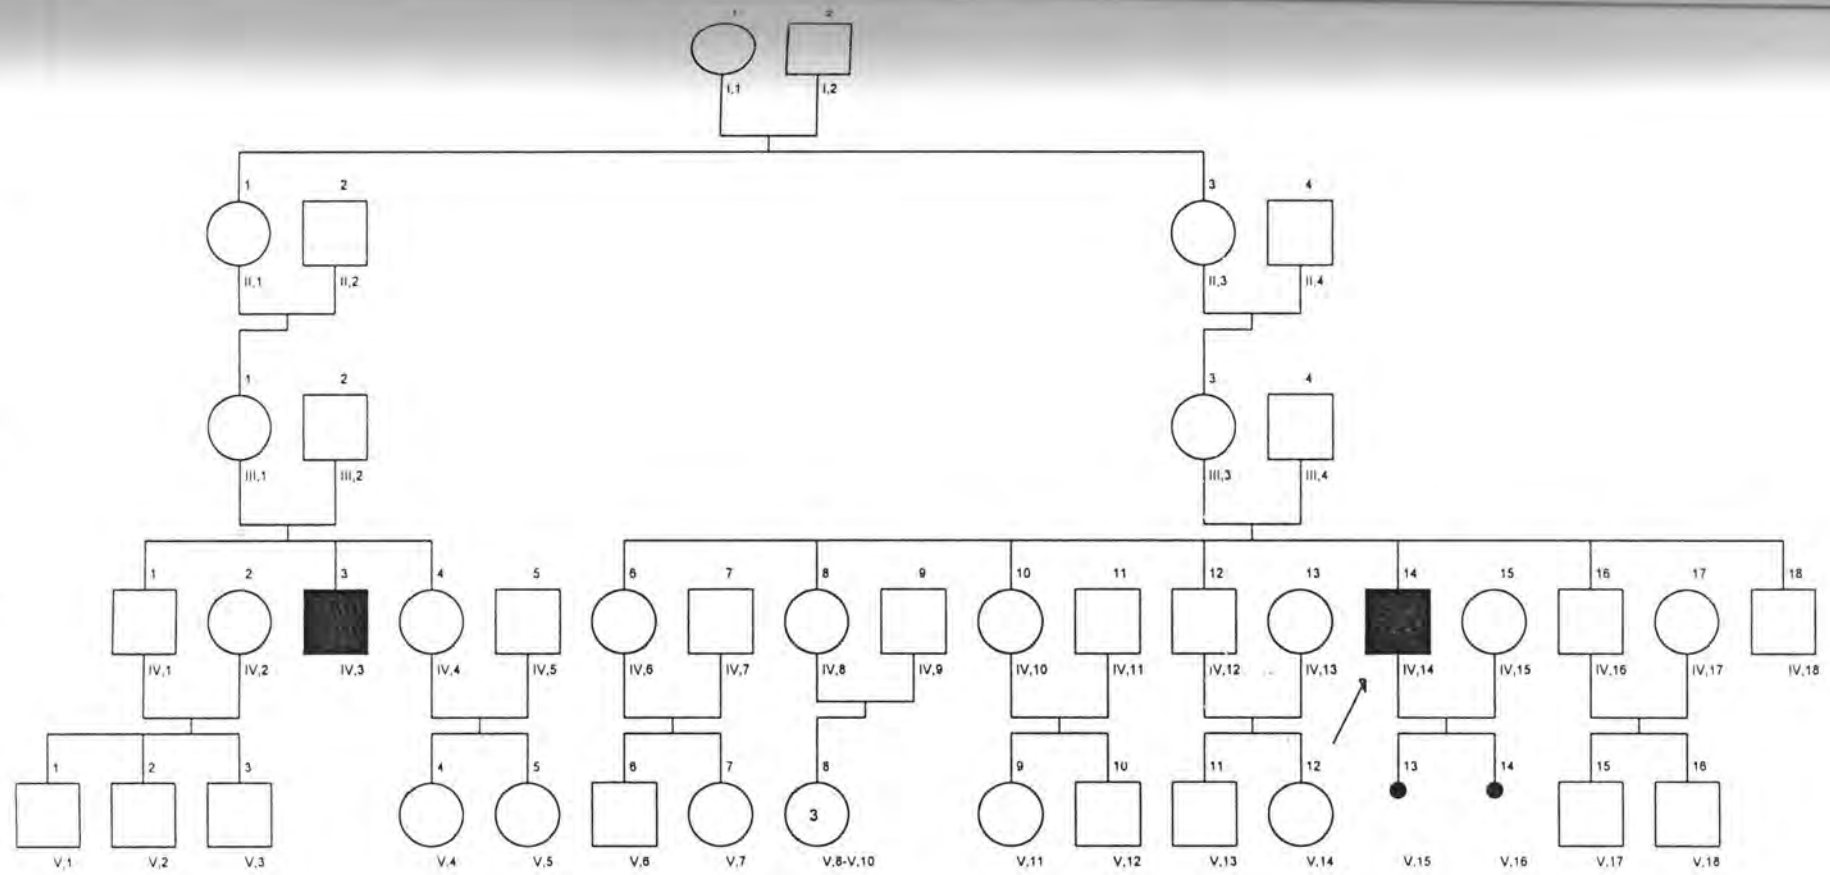 1 2
I,1 I,2
1 2 3 4
II,1 II,2 II,3 II,4
1 2 3 4
III,1 III,2 III,3 III,4
1 2 3 4 5 6 7 8 9 10 11 12 13 14 15 16 17 18
IV,1 IV,2 IV,3 IV,4 IV,5 IV,6 IV,7 IV,8 IV,9 IV,10 IV,11 IV,12 IV,13 IV,14 IV,15 IV,16 IV,17 IV,18
1 2 3 4 5 6 7 8 9 10 11 12 13 14 15 16
3
V,1 V,2 V,3 V,4 V,5 V,6 V,7 V,8-V,10 V,11 V,12 V,13 V,14 V,15 V,16 V,17 V,18